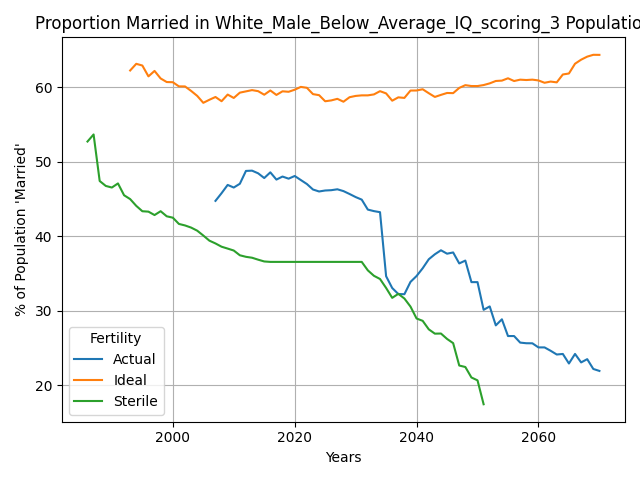 Proportion Married in White_Male_Below_Average_IQ_scoring_3 Populatio
% of Population 'Married'
60
50
40
30
20
Fertility
Actual
Ideal
Sterile
2000
2020
2040
2060
Years